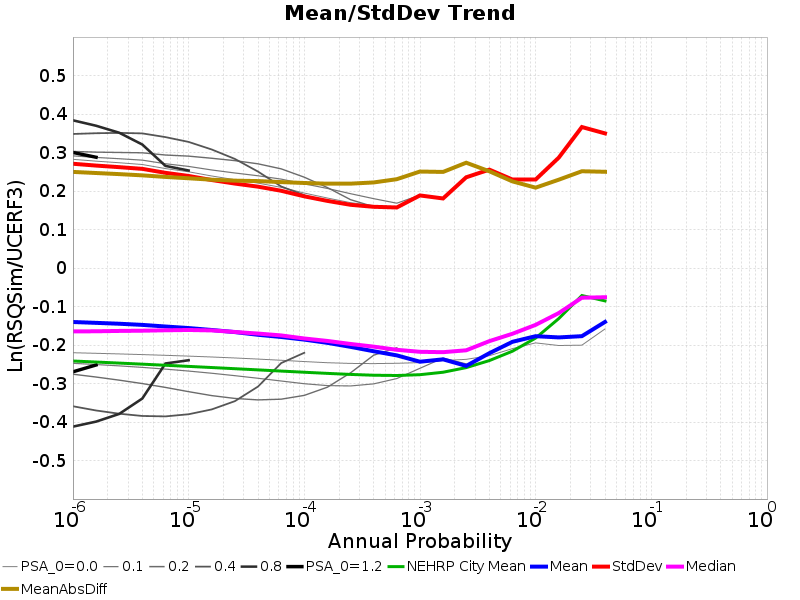 Mean/StdDev Trend
Ln(RSQSim/UCERF3)
0.5
0.4
0.3
0.2
0.1
0
-0.1
-0.2
-0.3
-0.4
-0.5
10^-6 10^-5 10^-4 10^-3 10^-2 10^-1 10^0
Annual Probability
PSA_0=0.0 0.1 0.2 0.4 0.8 PSA_0=1.2 NEHRP City Mean Mean StdDev Median
MeanAbsDiff